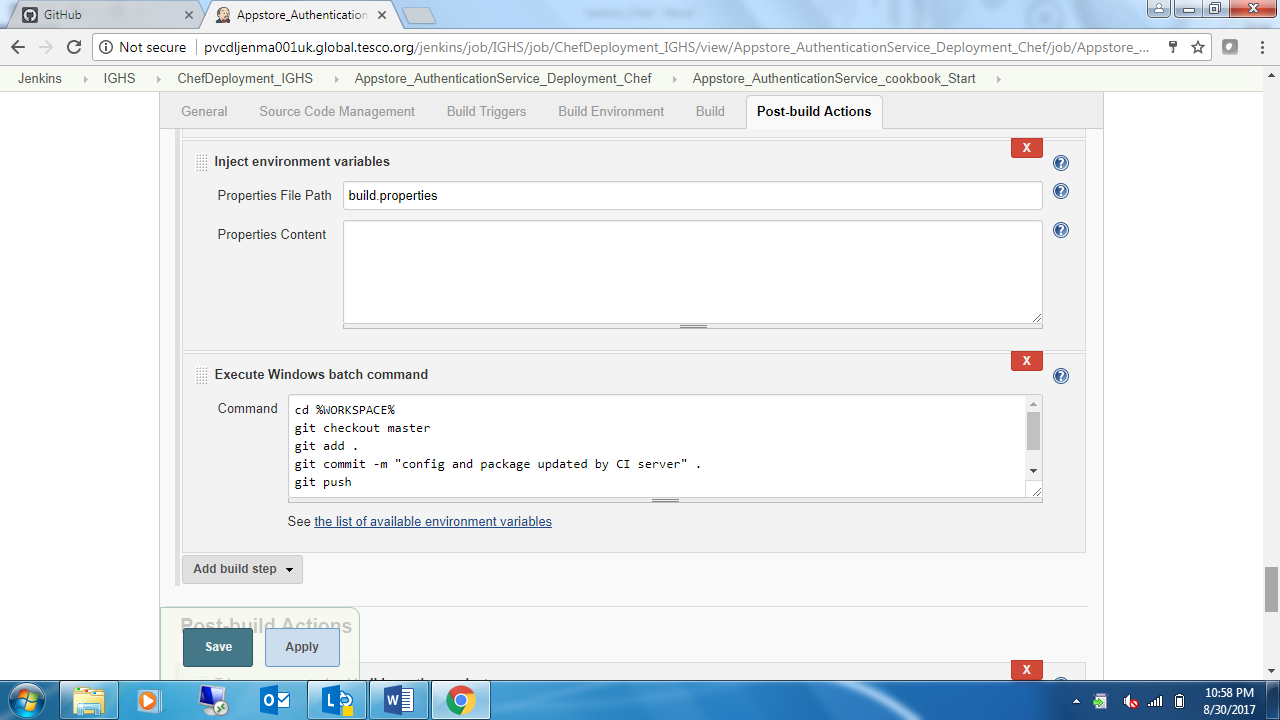 GitHub
Appstore_Authentication
Not secure
pvcdljenma001uk.global.tesco.org/jenkins/job/IGHS/job/ChefDeployment_IGHS/view/Appstore_AuthenticationService_Deployment_Chef/job/Appstore_...
Jenkins
IGHS
ChefDeployment_IGHS
Appstore_AuthenticationService_Deployment_Chef
Appstore_AuthenticationService_cookbook_Start
General
Source Code Management
Build Triggers
Build Environment
Build
Post-build Actions
X
Inject environment variables
?
Properties File Path
build.properties
?
Properties Content
?
X
Execute Windows batch command
?
Command
cd %WORKSPACE%
git checkout master
git add .
git commit -m "config and package updated by CI server" .
git push
See the list of available environment variables
Add build step
Post-build Actions
Save
Apply
X
10:58 PM
8/30/2017